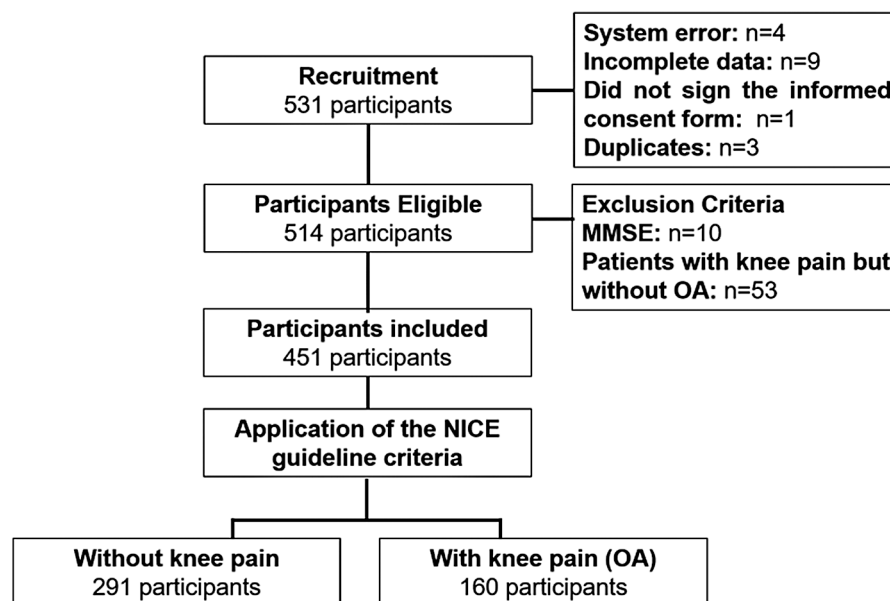 Recruitment
531 participants
System error: n=4
Incomplete data: n=9
Did not sign the informed
consent form: n=1
Duplicates: n=3
Participants Eligible
514 participants
Exclusion Criteria
MMSE: n=10
Patients with knee pain but
without OA: n=53
Participants included
451 participants
Application of the NICE
guideline criteria
Without knee pain
291 participants
With knee pain (OA)
160 participants